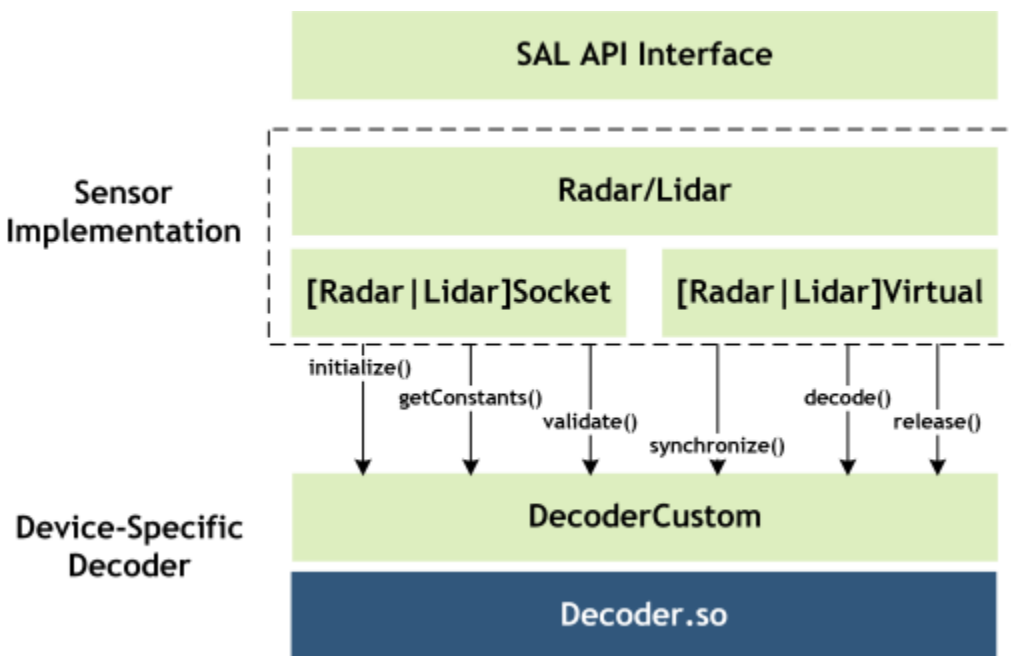 SAL API Interface
Sensor
Implementation
Radar/Lidar
[Radar|Lidar]Socket
[Radar|Lidar]Virtual
initialize()
getConstants()
validate()
synchronize()
decode()
release()
Device-Specific
Decoder
DecoderCustom
Decoder.so